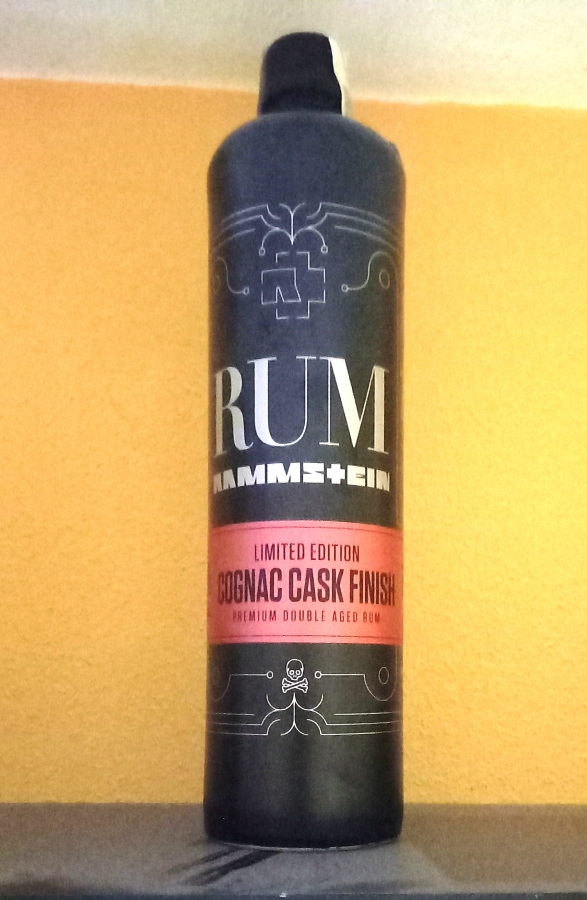 RUM
RAMMSTEIN
LIMITED EDITION
COGNAC CASK FINISH
PREMIUM DOUBLE AGED RUM